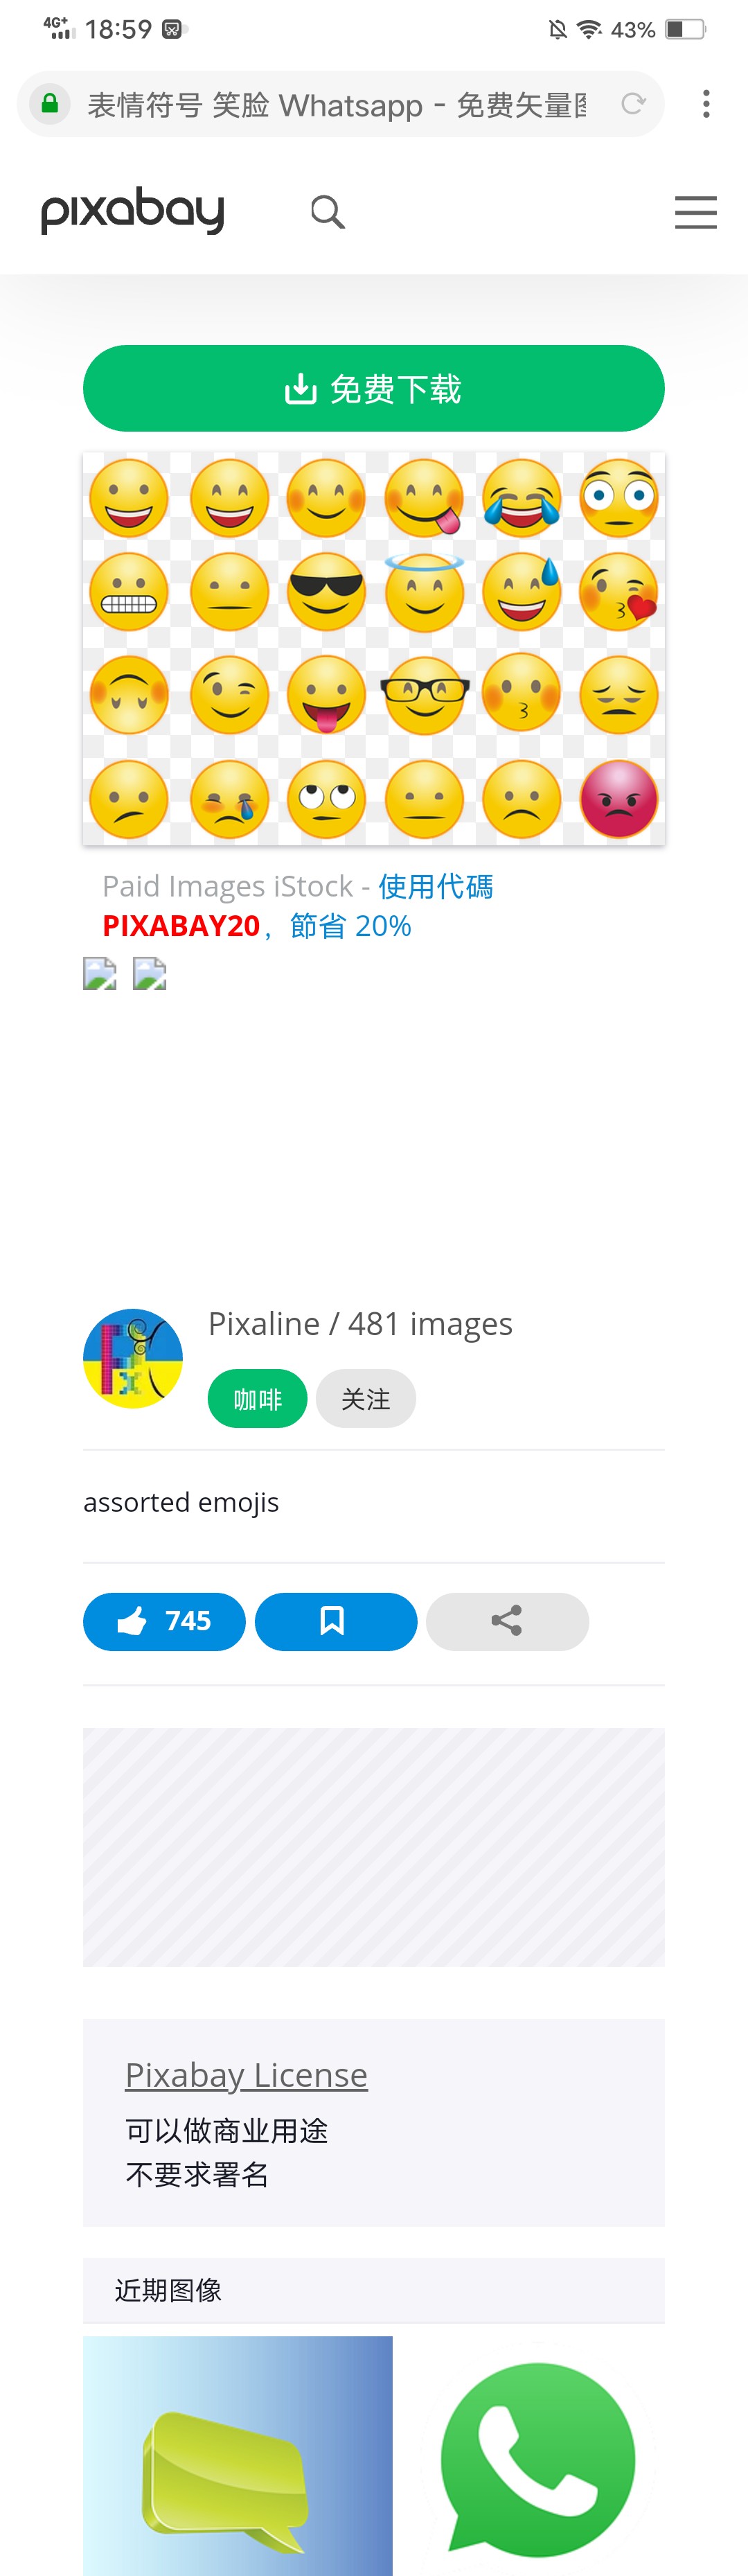 4G+ 18:59 43%
表情符号 笑脸 Whatsapp - 免费矢量图
pixabay
免费下载
Paid Images iStock - 使用代碼
PIXABAY20，節省 20%
Pixaline / 481 images
咖啡 关注
assorted emojis
745
Pixabay License
可以做商业用途
不要求署名
近期图像